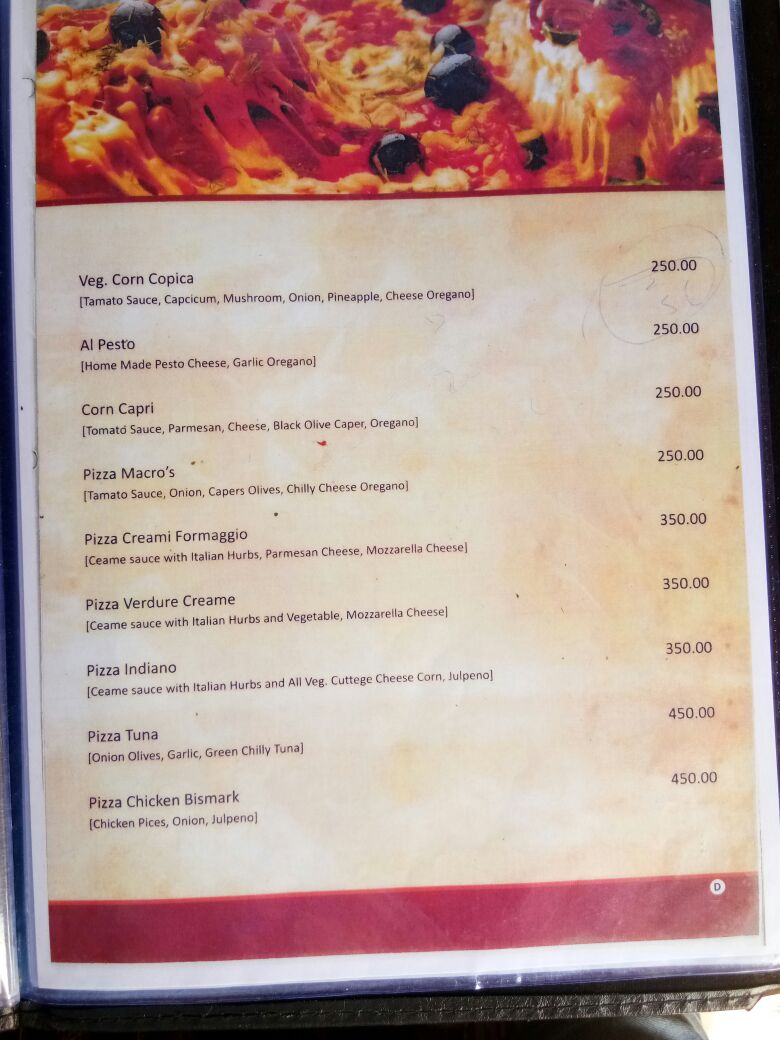 Veg. Corn Copica 250.00
[Tamato Sauce, Capcicum, Mushroom, Onion, Pineapple, Cheese Oregano]
Al Pesto 250.00
[Home Made Pesto Cheese, Garlic Oregano]
Corn Capri 250.00
[Tomato Sauce, Parmesan, Cheese, Black Olive Caper, Oregano]
Pizza Macro's 250.00
[Tamato Sauce, Onion, Capers Olives, Chilly Cheese Oregano]
Pizza Creami Formaggio 350.00
[Ceame sauce with Italian Hurbs, Parmesan Cheese, Mozzarella Cheese]
Pizza Verdure Creame 350.00
[Ceame sauce with Italian Hurbs and Vegetable, Mozzarella Cheese]
Pizza Indiano 350.00
[Ceame sauce with Italian Hurbs and All Veg. Cuttege Cheese Corn, Julpeno]
Pizza Tuna 450.00
[Onion Olives, Garlic, Green Chilly Tuna]
Pizza Chicken Bismark 450.00
[Chicken Pices, Onion, Julpeno]
D